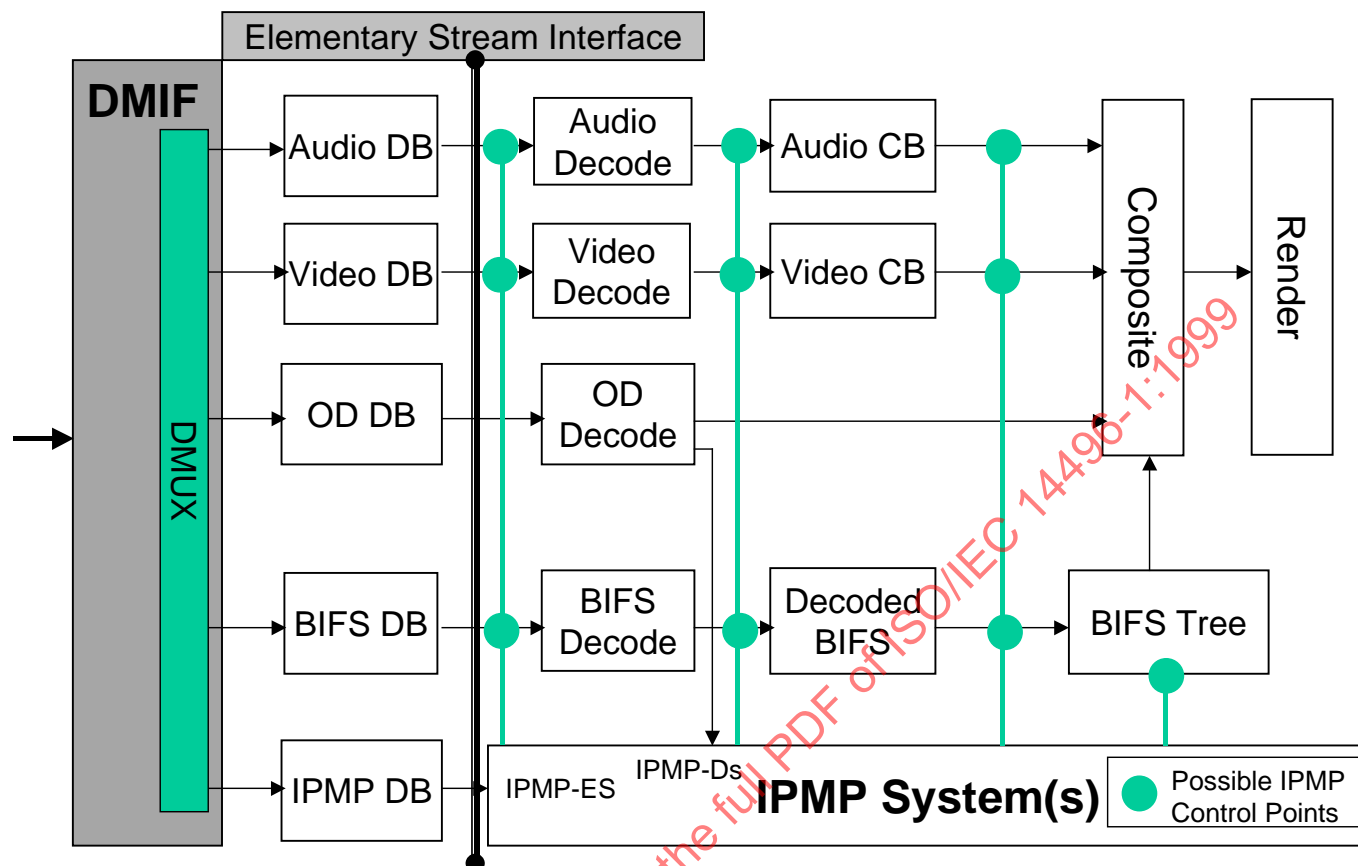 Elementary Stream Interface
DMIF
DMUX
Audio DB
Audio
Decode
Audio CB
Video DB
Video
Decode
Video CB
Composite
Render
OD DB
OD
Decode
BIFS DB
BIFS
Decode
Decoded
BIFS
BIFS Tree
IPMP DB
IPMP-ES
IPMP-Ds
IPMP System(s)
Possible IPMP
Control Points
the full PDF of ISO/IEC 14496-1:1999